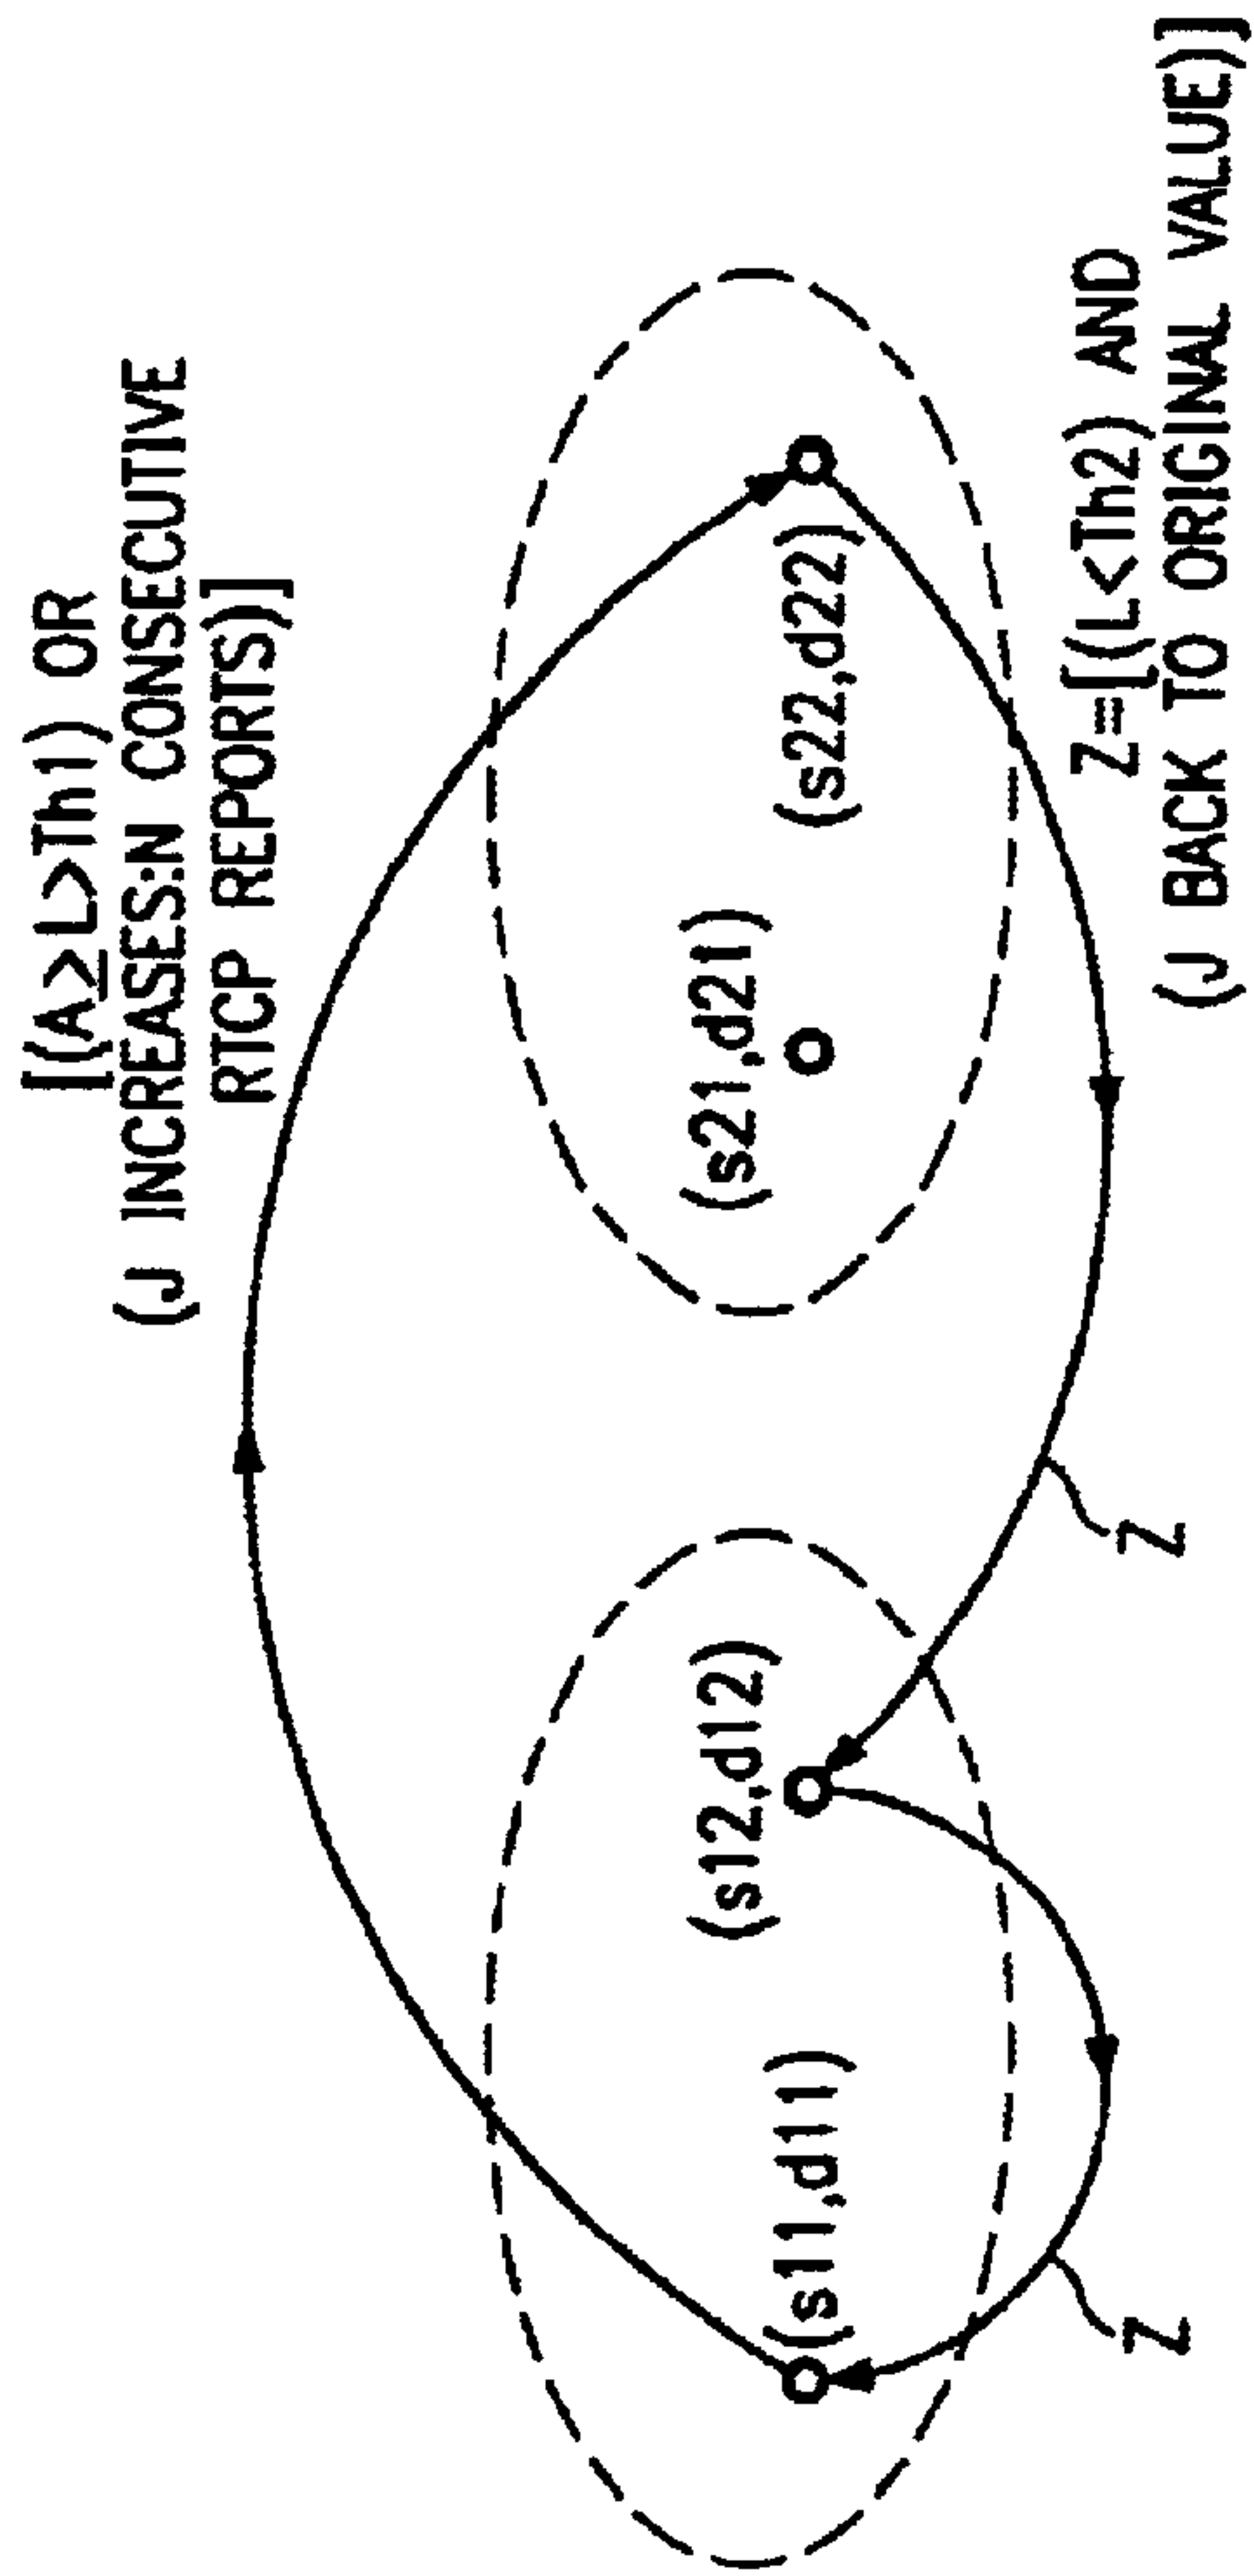 [(A≥L>Th1) OR
(J INCREASES:N CONSECUTIVE
RTCP REPORTS)]
(s11,d11)
(s12,d12)
(s21,d21)
(s22,d22)
Z
Z
Z=[(L<Th2) AND
(J BACK TO ORIGINAL VALUE)]